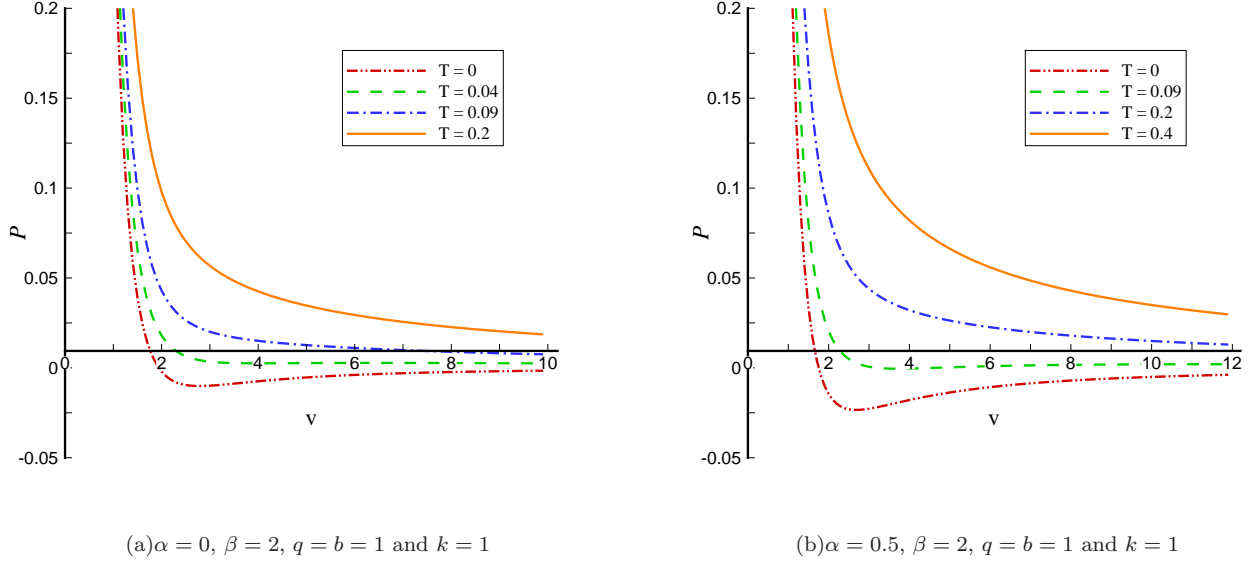 0.2
0.15
0.1
0.05
0
-0.05
P
0 2 4 6 8 10
v
T = 0
T = 0.04
T = 0.09
T = 0.2
(a)α = 0, β = 2, q = b = 1 and k = 1
0.2
0.15
0.1
0.05
0
-0.05
P
0 2 4 6 8 10 12
v
T = 0
T = 0.09
T = 0.2
T = 0.4
(b)α = 0.5, β = 2, q = b = 1 and k = 1